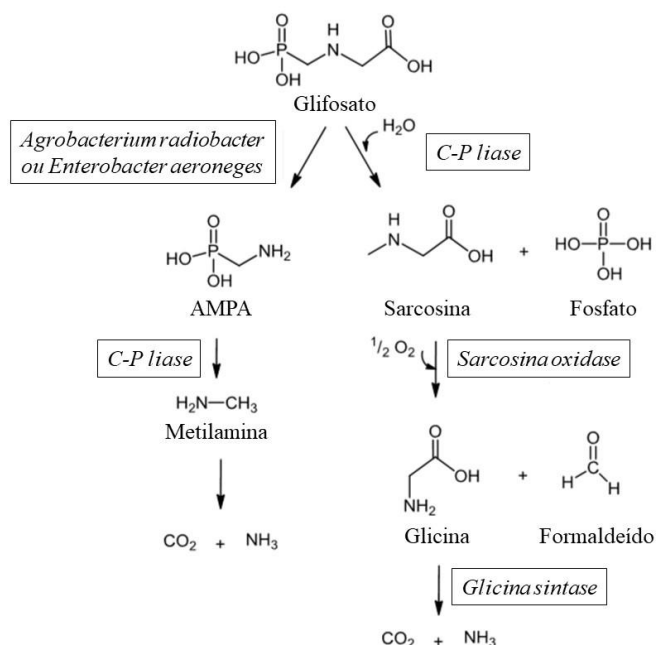 O
HO P N O
H
OH OH
Glifosato
Agrobacterium radiobacter
ou Enterobacter aeroneges
H₂O
C-P liase
O
HO P NH₂
OH
AMPA
H
N O
OH
Sarcosina
+
O
HO-P-OH
OH
Fosfato
C-P liase
½ O₂
Sarcosina oxidase
H₂N—CH₃
Metilamina
O
OH
NH₂
Glicina
+
O
C
H H
Formaldeído
CO₂ + NH₃
Glicina sintase
CO₂ + NH₃